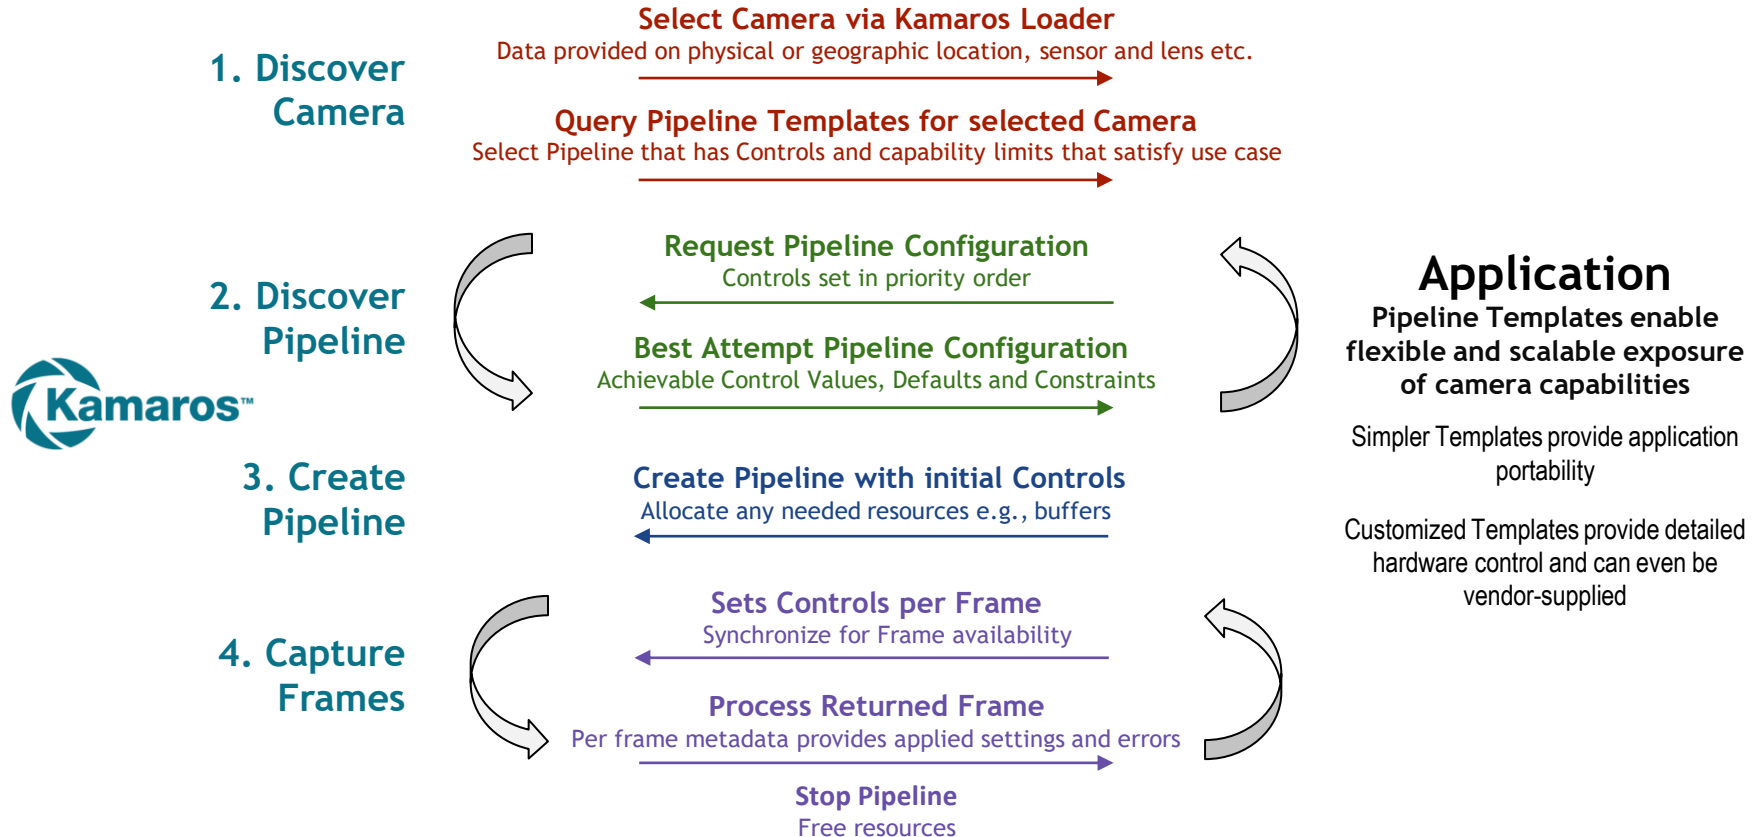 Select Camera via Kamaros Loader
Data provided on physical or geographic location, sensor and lens etc.
1. Discover
Camera
Query Pipeline Templates for selected Camera
Select Pipeline that has Controls and capability limits that satisfy use case
Request Pipeline Configuration
Controls set in priority order
2. Discover
Pipeline
Best Attempt Pipeline Configuration
Achievable Control Values, Defaults and Constraints
Kamaros™
3. Create
Pipeline
Create Pipeline with initial Controls
Allocate any needed resources e.g., buffers
4. Capture
Frames
Sets Controls per Frame
Synchronize for Frame availability
Process Returned Frame
Per frame metadata provides applied settings and errors
Stop Pipeline
Free resources
Application
Pipeline Templates enable
flexible and scalable exposure
of camera capabilities
Simpler Templates provide application
portability
Customized Templates provide detailed
hardware control and can even be
vendor-supplied